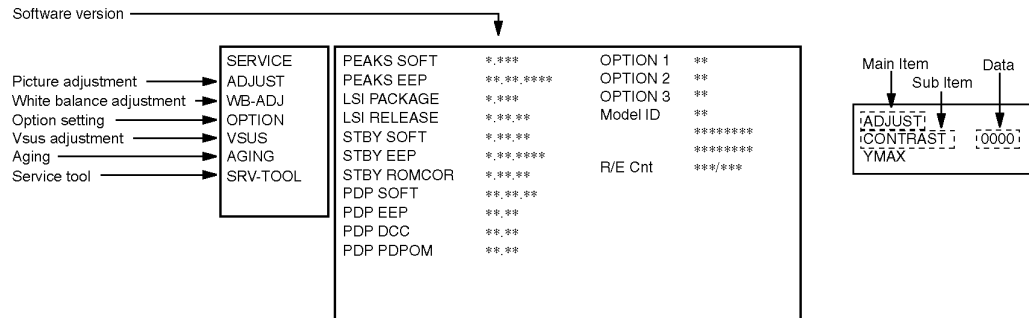 Software version
Picture adjustment
White balance adjustment
Option setting
Vsus adjustment
Aging
Service tool
SERVICE
ADJUST
WB-ADJ
OPTION
VSUS
AGING
SRV-TOOL
PEAKS SOFT *.***
PEAKS EEP **.**.****
LSI PACKAGE *.***
LSI RELEASE *.**.**
STBY SOFT *.**.**
STBY EEP *.**.****
STBY ROMCOR *.**.**
PDP SOFT **.**.**
PDP EEP **.**
PDP DCC **.**
PDP PDPOM **.**
OPTION 1 **
OPTION 2 **
OPTION 3 **
Model ID **
********
********
R/E Cnt ***/***
Main Item
Sub Item
Data
ADJUST
CONTRAST 0000
YMAX